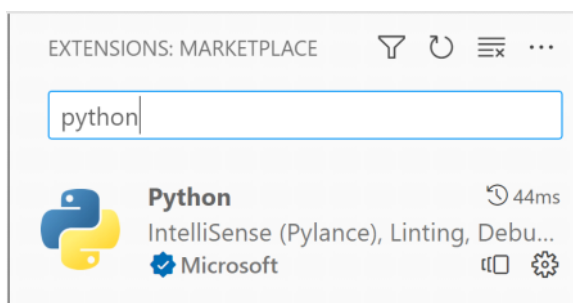 EXTENSIONS: MARKETPLACE
python
Python 44ms
IntelliSense (Pylance), Linting, Debu...
Microsoft